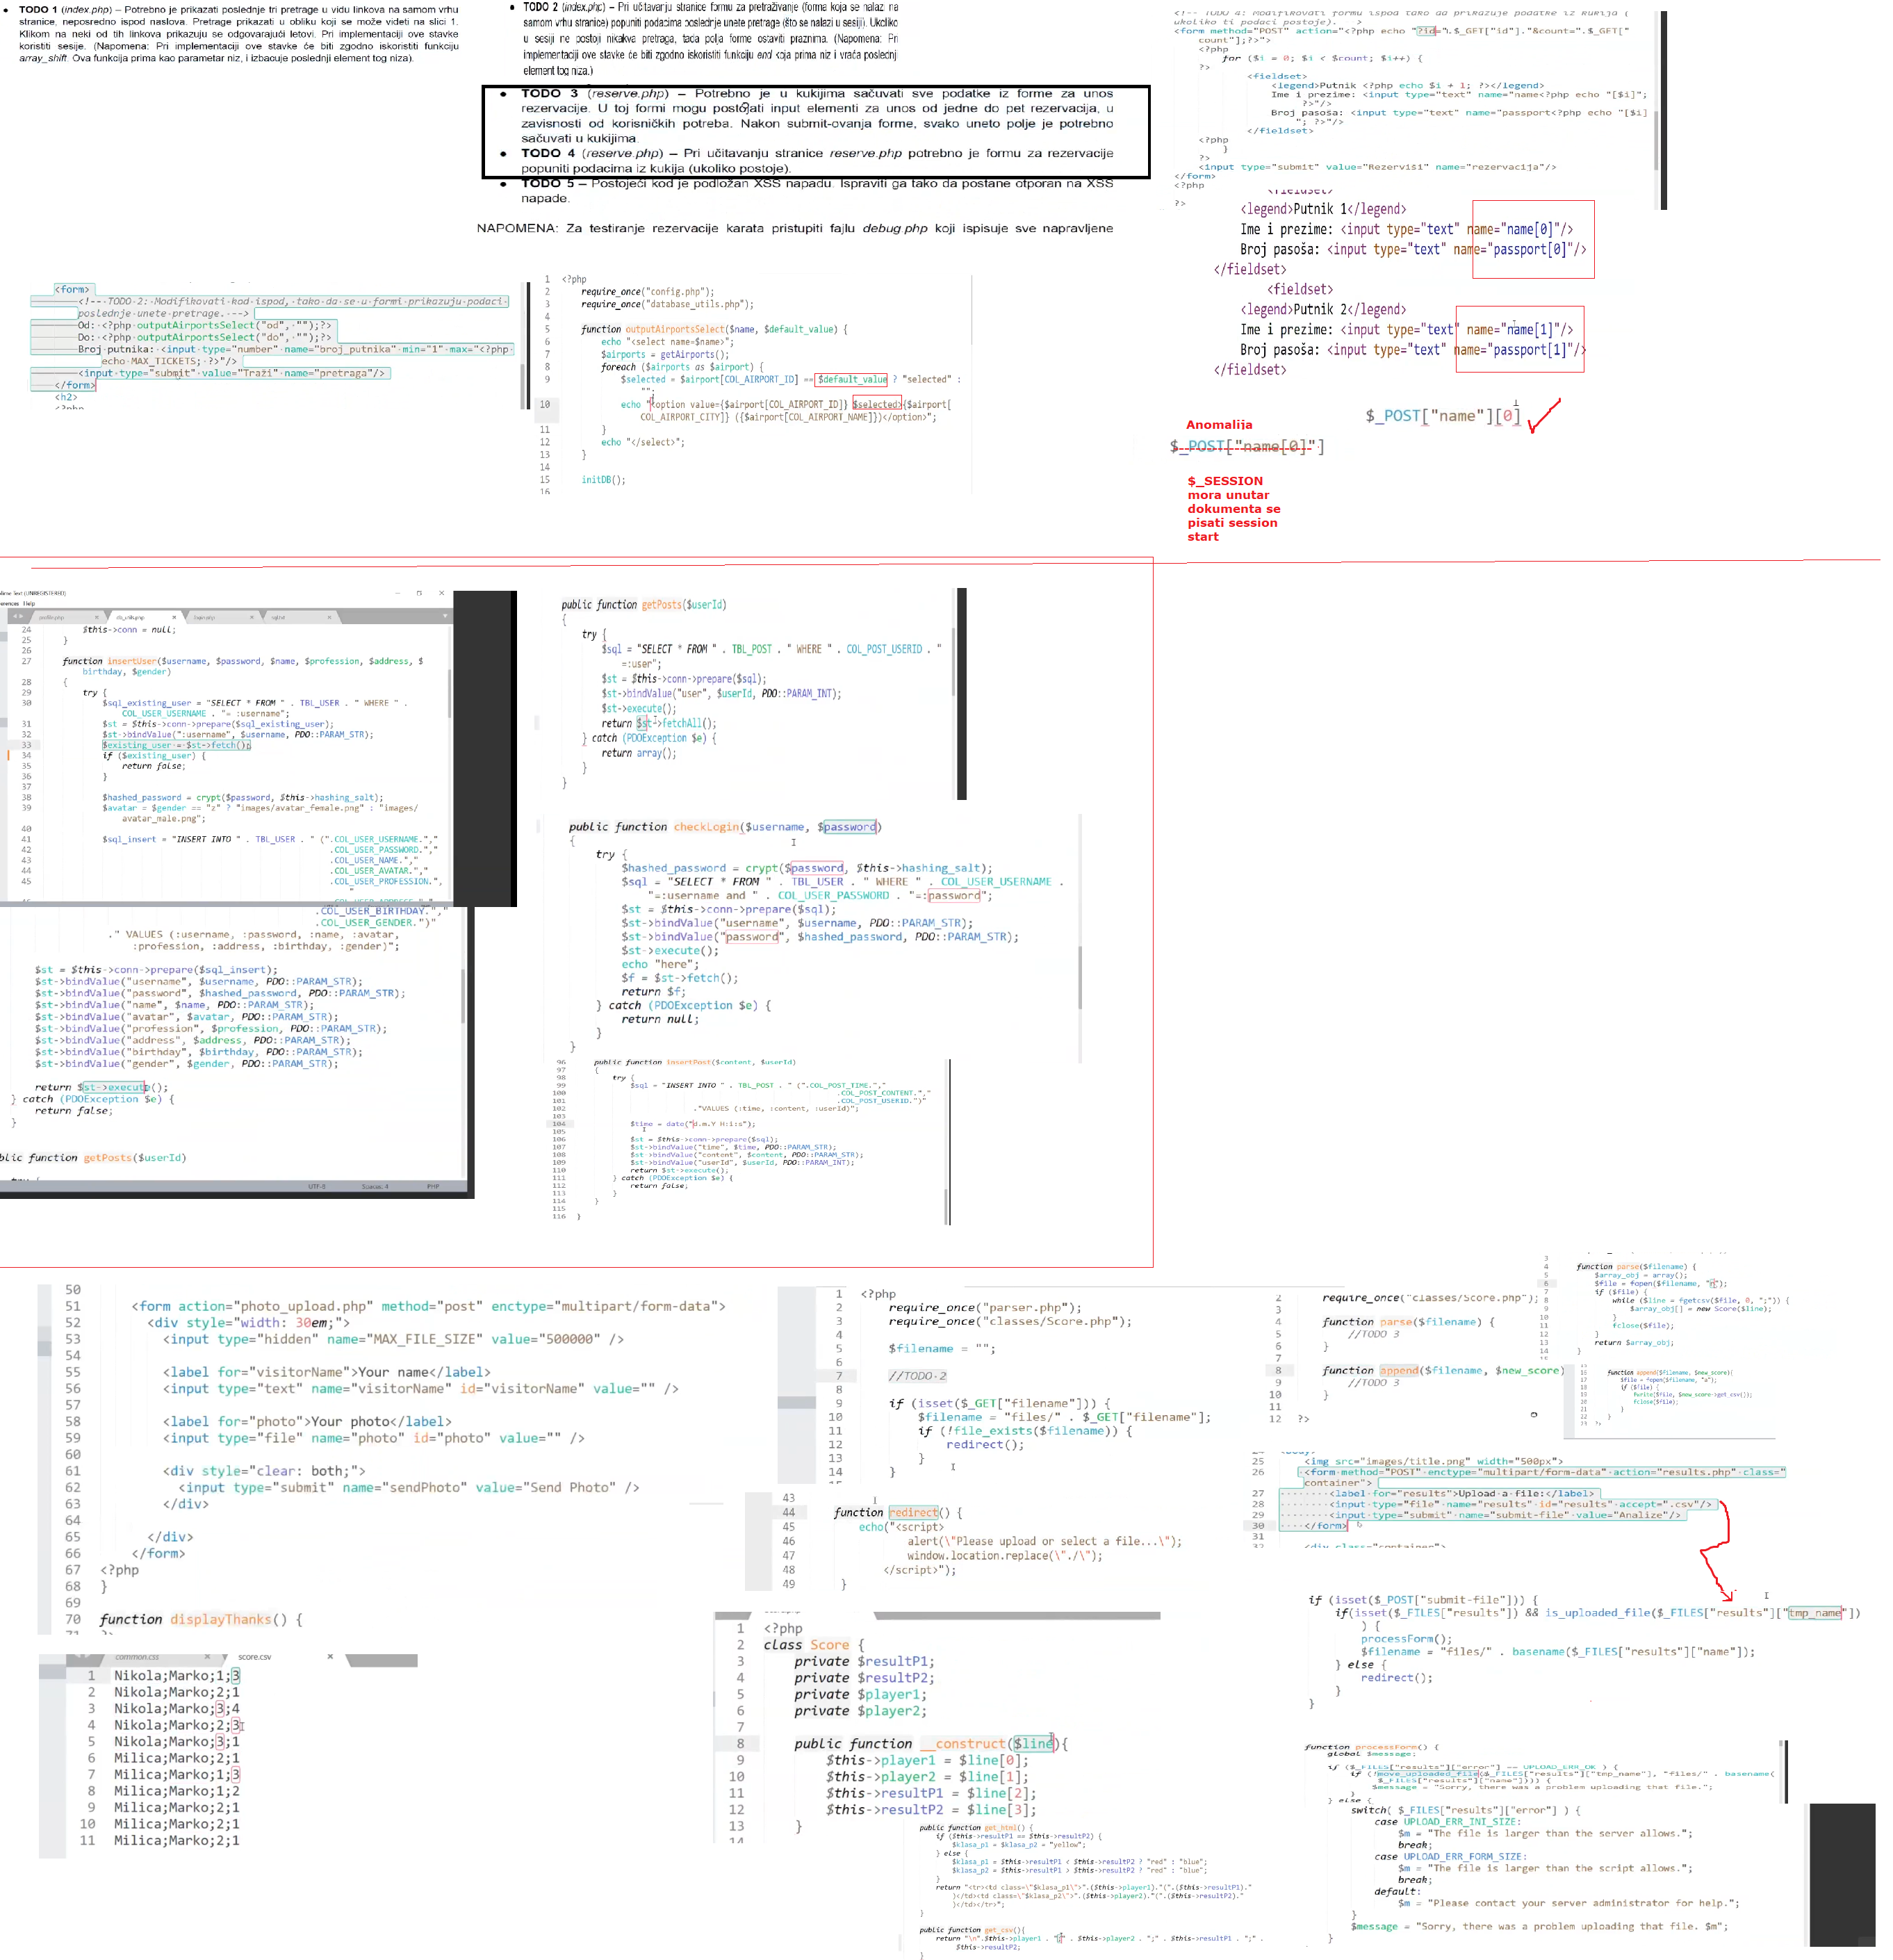 • TODO 1 (index.php) – Potrebno je prikazati poslednje tri pretrage u vidu linkova na samom vrhu
stranice, neposredno ispod naslova. Pretrage prikazati u obliku koji se može videti na slici 1.
Klikom na neki od tih linkova prikazuju se odgovarajući letovi. Pri implementaciji ove stavke
koristiti sesije. (Napomena: Pri implementaciji ove stavke će biti zgodno iskoristiti funkciju
array_shift. Ova funkcija prima kao parametar niz, i izbacuje poslednji element tog niza).
• TODO 2 (index.php) – Pri učitavanju stranice formu za pretraživanje (forma koja se nalazi na
samom vrhu stranice) popuniti podacima poslednje unete pretrage (što se nalazi u sesiji). Ukoliko
u sesiji ne postoji nikakva pretraga, tada polja forme ostaviti praznima. (Napomena: Pri
implementaciji ove stavke će biti zgodno iskoristiti funkciju end koja prima niz i vraća poslednji
element tog niza.)
• TODO 3 (reserve.php) – Potrebno je u kukijima sačuvati sve podatke iz forme za unos
rezervacije. U toj formi mogu postojati input elementi za unos od jedne do pet rezervacija, u
zavisnosti od korisničkih potreba. Nakon submit-ovanja forme, svako uneto polje je potrebno
sačuvati u kukijima.
• TODO 4 (reserve.php) – Pri učitavanju stranice reserve.php potrebno je formu za rezervacije
popuniti podacima iz kukija (ukoliko postoje).
• TODO 5 – Postojeći kod je podložan XSS napadu. Ispraviti ga tako da postane otporan na XSS
napade.
NAPOMENA: Za testiranje rezervacije karata pristupiti fajlu debug.php koji ispisuje sve napravljene
<!-- TODO 4: Modifikovati formu ispod tako da prikazuje podatke iz kukija (
ukoliko ti podaci postoje). >
<form method="POST" action="<?php echo "?id=".$_GET["id"]."&count=".$_GET["
count"];?>">
<?php
for ($i = 0; $i < $count; $i++) {
?>
<fieldset>
<legend>Putnik <?php echo $i + 1; ?></legend>
Ime i prezime: <input type="text" name="name<?php echo "[$i]";
?>"/>
Broj pasoša: <input type="text" name="passport<?php echo "[$i]
"; ?>"/>
</fieldset>
<?php
}
?>
<input type="submit" value="Rezerviši" name="rezervacija"/>
</form>
<?php
?>
<fieldset>
<legend>Putnik 1</legend>
Ime i prezime: <input type="text" name="name[0]"/>
Broj pasoša: <input type="text" name="passport[0]"/>
</fieldset>
<fieldset>
<legend>Putnik 2</legend>
Ime i prezime: <input type="text" name="name[1]"/>
Broj pasoša: <input type="text" name="passport[1]"/>
</fieldset>
$_POST["name"][0]
Anomalija
$_POST["name[0]"]
$_SESSION
mora unutar
dokumenta se
pisati session
start
<form>
<!-- TODO 2: Modifikovati kod ispod, tako da se u formi prikazuju podaci
poslednje unete pretrage. -->
Od: <?php outputAirportsSelect("od", "");?>
Do: <?php outputAirportsSelect("do", "");?>
Broj putnika: <input type="number" name="broj_putnika" min="1" max="<?php
echo MAX_TICKETS; ?>"/>
<input type="submit" value="Traži" name="pretraga"/>
</form>
<h2>
<?php
1 <?php
2 require_once("config.php");
3 require_once("database_utils.php");
4
5 function outputAirportsSelect($name, $default_value) {
6 echo "<select name=$name>";
7 $airports = getAirports();
8 foreach ($airports as $airport) {
9 $selected = $airport[COL_AIRPORT_ID] == $default_value ? "selected" :
"";
10 echo "<option value={$airport[COL_AIRPORT_ID]} $selected>{$airport[
COL_AIRPORT_CITY]} ({$airport[COL_AIRPORT_NAME]})</option>";
11 }
12 echo "</select>";
13 }
14
15 initDB();
16
24 $this->conn = null;
25 }
26
27 function insertUser($username, $password, $name, $profession, $address, $
birthday, $gender)
28 {
29 try {
30 $sql_existing_user = "SELECT * FROM " . TBL_USER . " WHERE " .
COL_USER_USERNAME . "= :username";
31 $st = $this->conn->prepare($sql_existing_user);
32 $st->bindValue(":username", $username, PDO::PARAM_STR);
33 $existing_user = $st->fetch();
34 if ($existing_user) {
35 return false;
36 }
37
38 $hashed_password = crypt($password, $this->hashing_salt);
39 $avatar = $gender == "z" ? "images/avatar_female.png" : "images/
avatar_male.png";
40
41 $sql_insert = "INSERT INTO " . TBL_USER . " (".COL_USER_USERNAME.","
42 .COL_USER_PASSWORD.","
43 .COL_USER_NAME.","
44 .COL_USER_AVATAR.","
45 .COL_USER_PROFESSION.",
"
.COL_USER_BIRTHDAY.","
.COL_USER_GENDER.")"
." VALUES (:username, :password, :name, :avatar,
:profession, :address, :birthday, :gender)";
$st = $this->conn->prepare($sql_insert);
$st->bindValue("username", $username, PDO::PARAM_STR);
$st->bindValue("password", $hashed_password, PDO::PARAM_STR);
$st->bindValue("name", $name, PDO::PARAM_STR);
$st->bindValue("avatar", $avatar, PDO::PARAM_STR);
$st->bindValue("profession", $profession, PDO::PARAM_STR);
$st->bindValue("address", $address, PDO::PARAM_STR);
$st->bindValue("birthday", $birthday, PDO::PARAM_STR);
$st->bindValue("gender", $gender, PDO::PARAM_STR);
return $st->execute();
} catch (PDOException $e) {
return false;
}
blic function getPosts($userId)
UTF-8 Spaces: 4 PHP
public function getPosts($userId)
{
try {
$sql = "SELECT * FROM " . TBL_POST . " WHERE " . COL_POST_USERID . "
=:user";
$st = $this->conn->prepare($sql);
$st->bindValue("user", $userId, PDO::PARAM_INT);
$st->execute();
return $st->fetchAll();
} catch (PDOException $e) {
return array();
}
}
public function checkLogin($username, $password)
{
try {
$hashed_password = crypt($password, $this->hashing_salt);
$sql = "SELECT * FROM " . TBL_USER . " WHERE " . COL_USER_USERNAME .
"=:username and " . COL_USER_PASSWORD . "=:password";
$st = $this->conn->prepare($sql);
$st->bindValue("username", $username, PDO::PARAM_STR);
$st->bindValue("password", $hashed_password, PDO::PARAM_STR);
$st->execute();
echo "here";
$f = $st->fetch();
return $f;
} catch (PDOException $e) {
return null;
}
}
96 public function insertPost($content, $userId)
97 {
98 try {
99 $sql = "INSERT INTO " . TBL_POST . " (".COL_POST_TIME.","
100 .COL_POST_CONTENT.","
101 .COL_POST_USERID.")"
102 ."VALUES (:time, :content, :userId)";
103
104 $time = date("d.m.Y H:i:s");
105
106 $st = $this->conn->prepare($sql);
107 $st->bindValue("time", $time, PDO::PARAM_STR);
108 $st->bindValue("content", $content, PDO::PARAM_STR);
109 $st->bindValue("userId", $userId, PDO::PARAM_INT);
110 return $st->execute();
111 } catch (PDOException $e) {
112 return false;
113 }
114 }
115
116 }
50
51 <form action="photo_upload.php" method="post" enctype="multipart/form-data">
52 <div style="width: 30em;">
53 <input type="hidden" name="MAX_FILE_SIZE" value="500000" />
54
55 <label for="visitorName">Your name</label>
56 <input type="text" name="visitorName" id="visitorName" value="" />
57
58 <label for="photo">Your photo</label>
59 <input type="file" name="photo" id="photo" value="" />
60
61 <div style="clear: both;">
62 <input type="submit" name="sendPhoto" value="Send Photo" />
63 </div>
64
65 </div>
66 </form>
67 <?php
68 }
69
70 function displayThanks() {
common.css score.csv
1 Nikola;Marko;1;3
2 Nikola;Marko;2;1
3 Nikola;Marko;3;4
4 Nikola;Marko;2;3
5 Nikola;Marko;3;1
6 Milica;Marko;2;1
7 Milica;Marko;1;3
8 Milica;Marko;1;2
9 Milica;Marko;2;1
10 Milica;Marko;2;1
11 Milica;Marko;2;1
1 <?php
2 require_once("parser.php");
3 require_once("classes/Score.php");
4
5 $filename = "";
6
7 //TODO-2
8
9 if (isset($_GET["filename"])) {
10 $filename = "files/" . $_GET["filename"];
11 if (!file_exists($filename)) {
12 redirect();
13 }
14 }
43
44 function redirect() {
45 echo("<script>
46 alert(\"Please upload or select a file...\");
47 window.location.replace(\"./\");
48 </script>");
49 }
1 <?php
2 class Score {
3 private $resultP1;
4 private $resultP2;
5 private $player1;
6 private $player2;
7
8 public function __construct($line){
9 $this->player1 = $line[0];
10 $this->player2 = $line[1];
11 $this->resultP1 = $line[2];
12 $this->resultP2 = $line[3];
13 }
14
public function get_html() {
if ($this->resultP1 == $this->resultP2) {
$klasa_p1 = $klasa_p2 = "yellow";
} else {
$klasa_p1 = $this->resultP1 < $this->resultP2 ? "red" : "blue";
$klasa_p2 = $this->resultP1 > $this->resultP2 ? "red" : "blue";
}
return "<tr><td class=\"$klasa_p1\">".($this->player1)."(".($this->resultP1)."
)</td><td class=\"$klasa_p2\">".($this->player2)."(".($this->resultP2)."
)</td></tr>";
}
public function get_csv(){
return "\n".$this->player1 . ";" . $this->player2 . ";" . $this->resultP1 . ";" .
$this->resultP2;
}
2 require_once("classes/Score.php");
3
4 function parse($filename) {
5 //TODO 3
6 }
7
8 function append($filename, $new_score)
9 //TODO 3
10 }
11
12 ?>
3
4 function parse($filename) {
5 $array_obj = array();
6 $file = fopen($filename, "r");
7 if ($file) {
8 while ($line = fgetcsv($file, 0, ";")) {
9 $array_obj[] = new Score($line);
10 }
11 fclose($file);
12 }
13 return $array_obj;
14 }
15
16 function append($filename, $new_score){
17 $file = fopen($filename, "a");
18 if ($file) {
19 fwrite($file, $new_score->get_csv());
20 fclose($file);
21 }
22 }
23 ?>
24 <body>
25 <img src="images/title.png" width="500px">
26 <form method="POST" enctype="multipart/form-data" action="results.php" class="
container">
27 <label for="results">Upload a file:</label>
28 <input type="file" name="results" id="results" accept=".csv"/>
29 <input type="submit" name="submit-file" value="Analize"/>
30 </form>
31
32 <div class="container">
if (isset($_POST["submit-file"])) {
if(isset($_FILES["results"]) && is_uploaded_file($_FILES["results"]["tmp_name"])
) {
processForm();
$filename = "files/" . basename($_FILES["results"]["name"]);
} else {
redirect();
}
}
function processForm() {
global $message;
if ($_FILES["results"]["error"] == UPLOAD_ERR_OK ) {
if (!move_uploaded_file($_FILES["results"]["tmp_name"], "files/" . basename(
$_FILES["results"]["name"]))) {
$message = "Sorry, there was a problem uploading that file.";
}
} else {
switch( $_FILES["results"]["error"] ) {
case UPLOAD_ERR_INI_SIZE:
$m = "The file is larger than the server allows.";
break;
case UPLOAD_ERR_FORM_SIZE:
$m = "The file is larger than the script allows.";
break;
default:
$m = "Please contact your server administrator for help.";
}
$message = "Sorry, there was a problem uploading that file. $m";
}